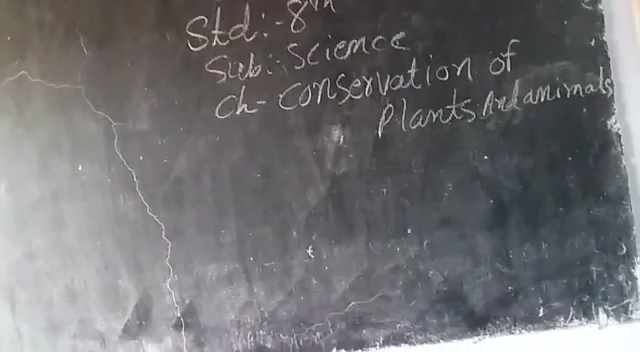 Std:- 8th
Sub:- Science
Ch- Conservation of
Plants And animals